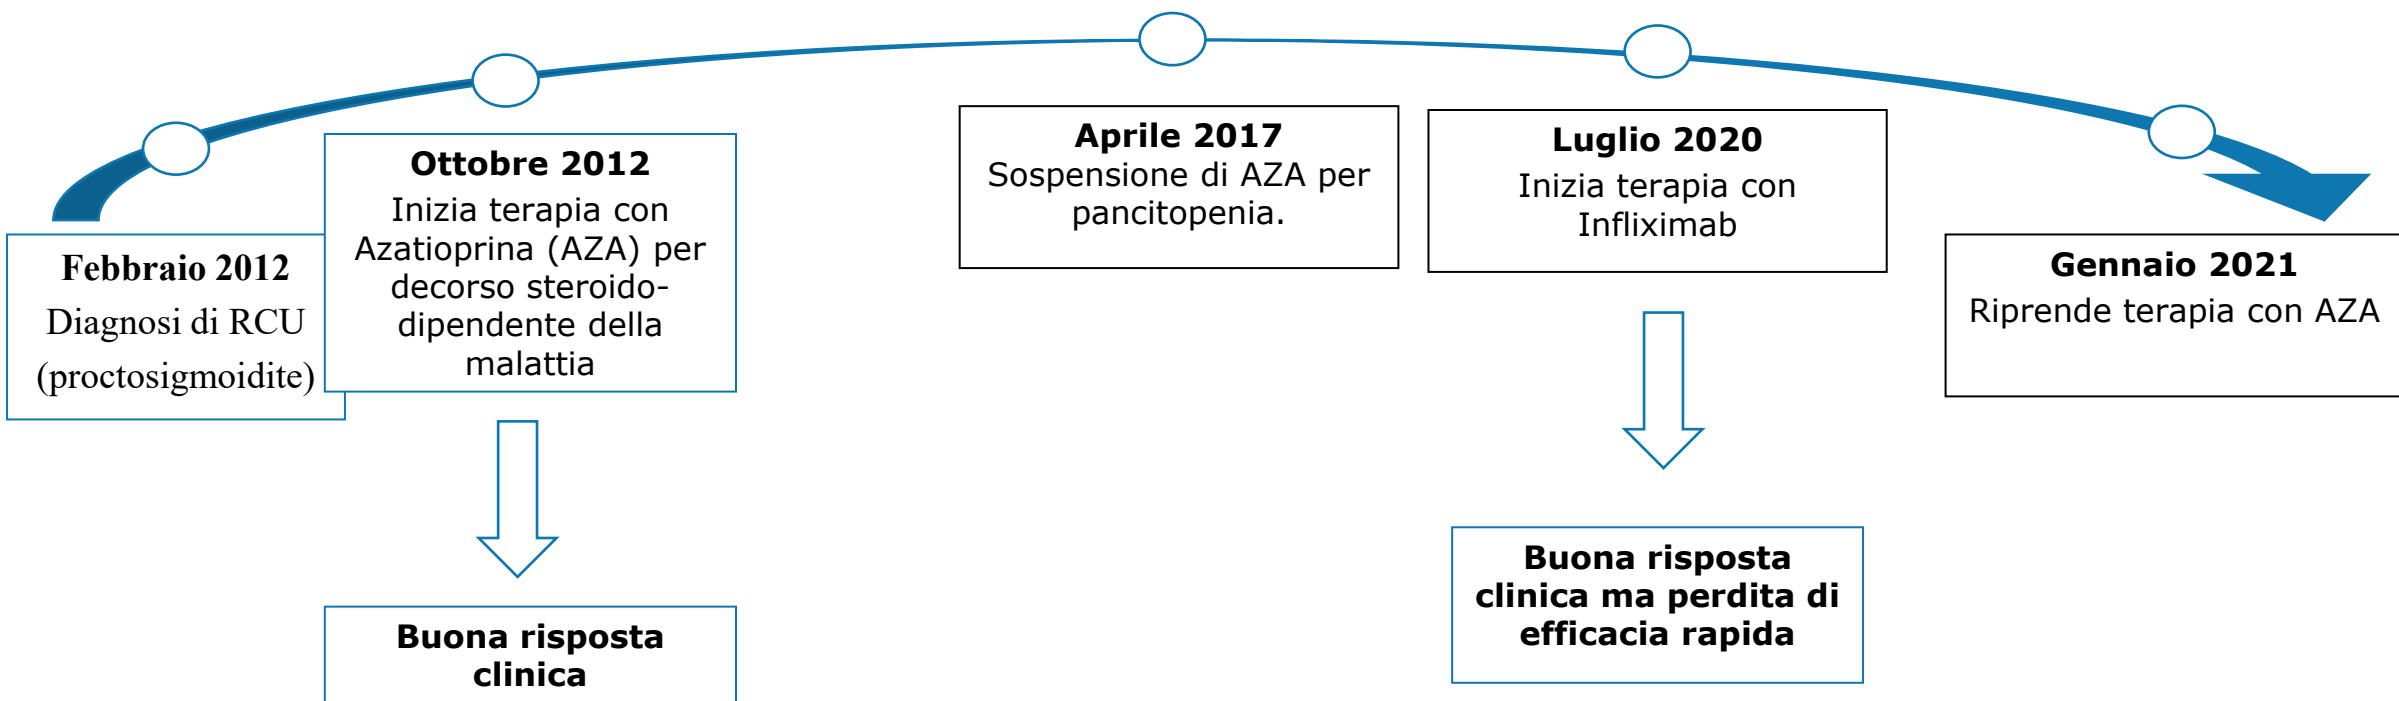 Febbraio 2012
Diagnosi di RCU
(proctosigmoidite)
Ottobre 2012
Inizia terapia con
Azatioprina (AZA) per
decorso steroido-
dipendente della
malattia
Buona risposta
clinica
Aprile 2017
Sospensione di AZA per
pancitopenia.
Luglio 2020
Inizia terapia con
Infliximab
Buona risposta
clinica ma perdita di
efficacia rapida
Gennaio 2021
Riprende terapia con AZA